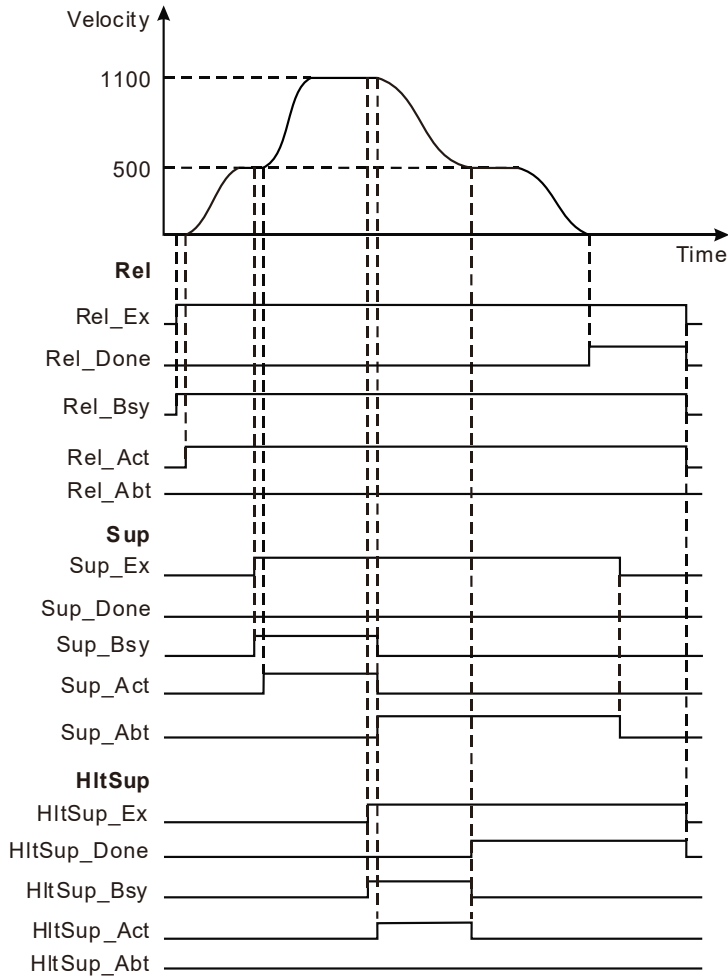 Velocity
1100
500
Time
Rel
Rel_Ex
Rel_Done
Rel_Bsy
Rel_Act
Rel_Abt
Sup
Sup_Ex
Sup_Done
Sup_Bsy
Sup_Act
Sup_Abt
HltSup
HltSup_Ex
HltSup_Done
HltSup_Bsy
HltSup_Act
HltSup_Abt